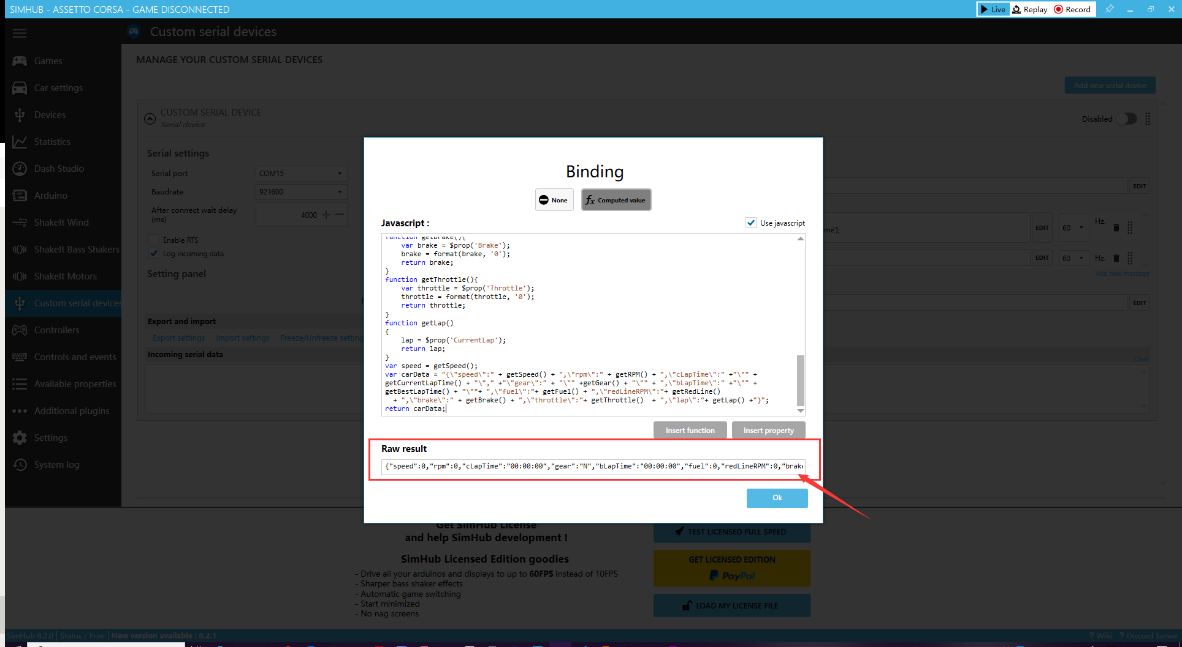 SIMHUB - ASSETTO CORSA - GAME DISCONNECTED
Live Replay Record
Custom serial devices
Games
Car settings
Devices
Statistics
Dash Studio
Arduino
ShakeIt Wind
ShakeIt Bass Shakers
ShakeIt Motors
Custom serial devices
Controllers
Controls and events
Available properties
Additional plugins
Settings
System log
MANAGE YOUR CUSTOM SERIAL DEVICES
Add new serial device
CUSTOM SERIAL DEVICE
Serial device
Disabled
Serial settings
Serial port COM15
Baudrate 921600
After connect wait delay (ms) 4000
Enable RTS
Log incoming data
Setting panel
Export and import
Export settings Import settings Freeze/Unfreeze setting
Incoming serial data
EDIT
EDIT 60 Hz.
EDIT 60 Hz.
Add new message
EDIT
Clear
Binding
None Computed value
Javascript : Use javascript
function getBrake(){
var brake = $prop('Brake');
brake = format(brake, '0');
return brake;
}
function getThrottle(){
var throttle = $prop('Throttle');
throttle = format(throttle, '0');
return throttle;
}
function getLap()
{
lap = $prop('CurrentLap');
return lap;
}
var speed = getSpeed();
var carData = "{\"speed\":" + getSpeed() + ",\"rpm\":" + getRPM() + ",\"cLapTime\":" +"\"" +
getCurrentLapTime() + "\"," +"\"gear\":" + "\"" +getGear() + "\"" + ",\"bLapTime\":" +"\"" +
getBestLapTime() + "\""+ ",\"fuel\":"+ getFuel() + ",\"redLineRPM\":" + getRedLine()
+ ",\"brake\":" + getBrake() + ",\"throttle\":"+ getThrottle() + ",\"lap\":"+ getLap() +"}";
return carData;
Insert function Insert property
Raw result
{"speed":0,"rpm":0,"cLapTime":"00:00:00","gear":"N","bLapTime":"00:00:00","fuel":0,"redLineRPM":0,"brake
Ok
Get SimHub License
and help SimHub development !
SimHub Licensed Edition goodies
- Drive all your arduinos and displays to up to 60FPS instead of 10FPS
- Sharper bass shaker effects
- Automatic game switching
- Start minimized
- No nag screens
TEST LICENSED FULL SPEED
GET LICENSED EDITION
PayPal
LOAD MY LICENSE FILE
Status : Free New version available : 8.2.1
? Wiki ? Discord Server